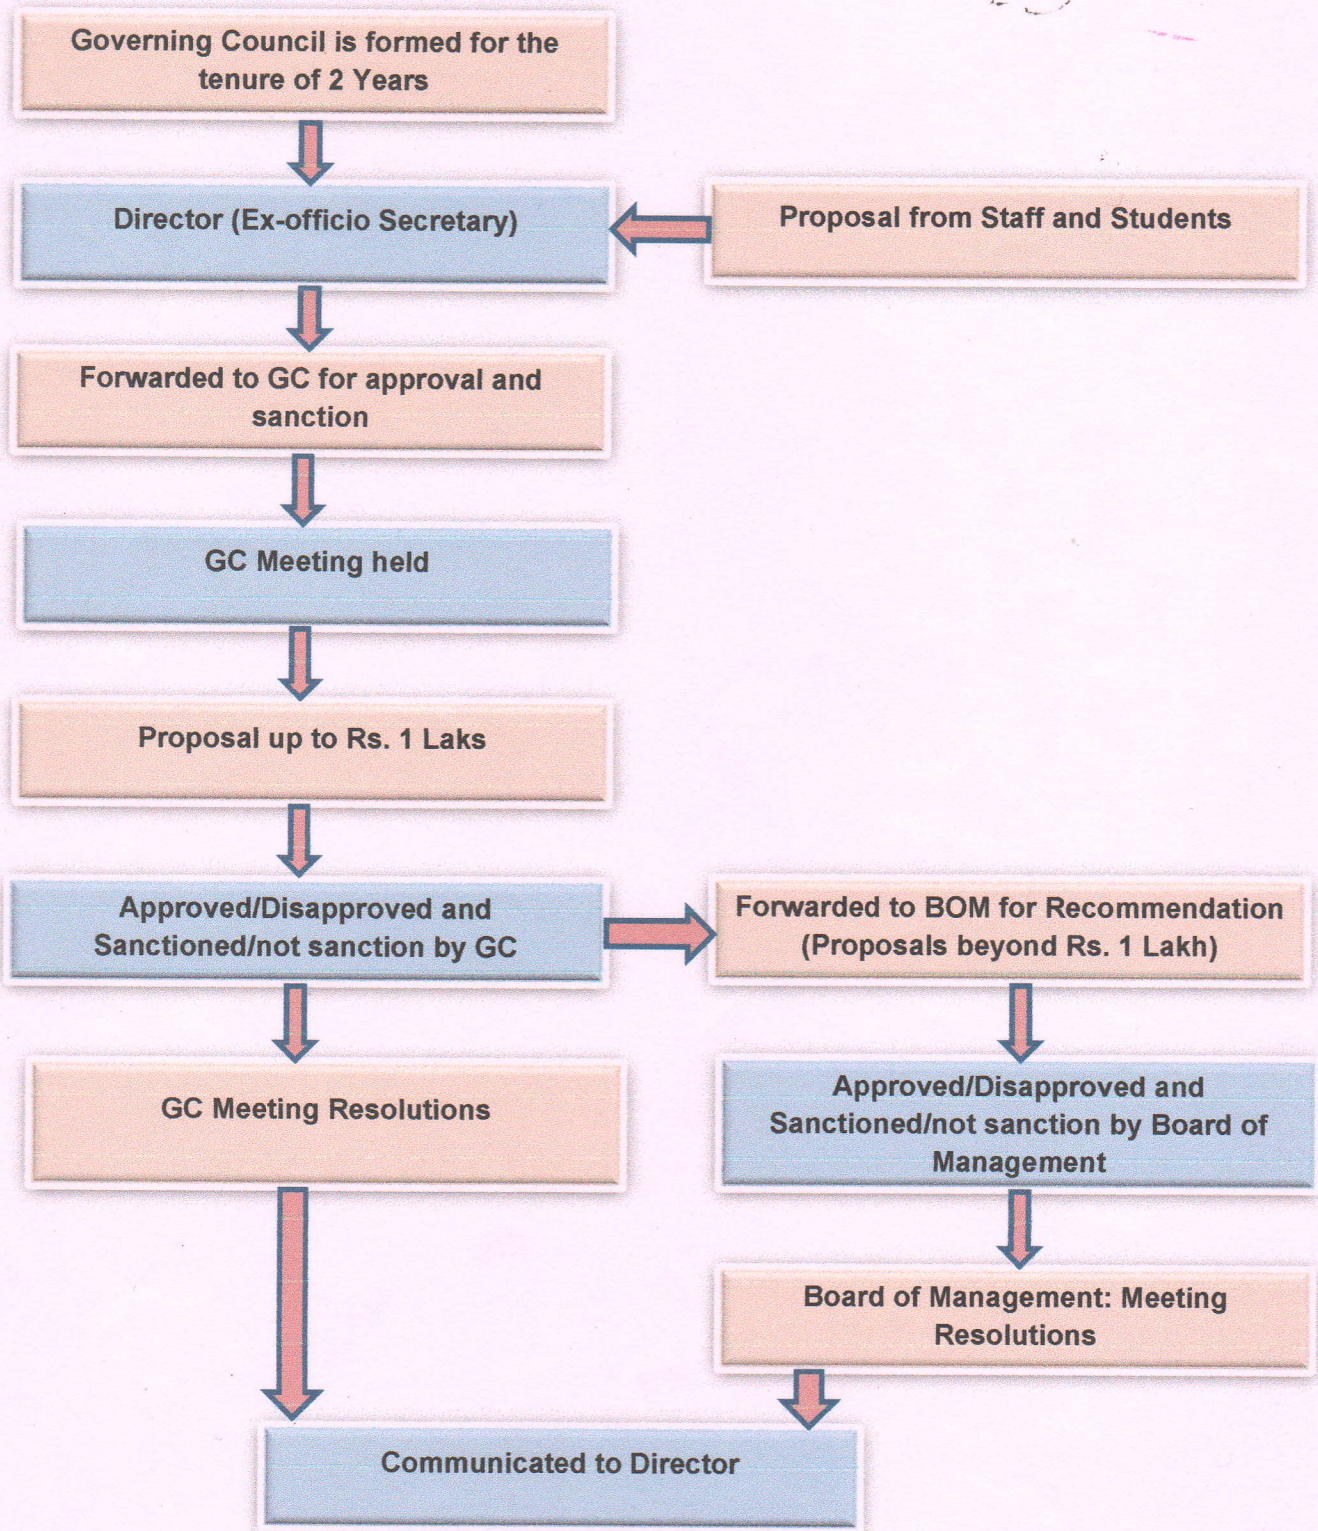 Governing Council is formed for the
tenure of 2 Years
Director (Ex-officio Secretary)
Proposal from Staff and Students
Forwarded to GC for approval and
sanction
GC Meeting held
Proposal up to Rs. 1 Laks
Approved/Disapproved and
Sanctioned/not sanction by GC
Forwarded to BOM for Recommendation
(Proposals beyond Rs. 1 Lakh)
GC Meeting Resolutions
Approved/Disapproved and
Sanctioned/not sanction by Board of
Management
Board of Management: Meeting
Resolutions
Communicated to Director